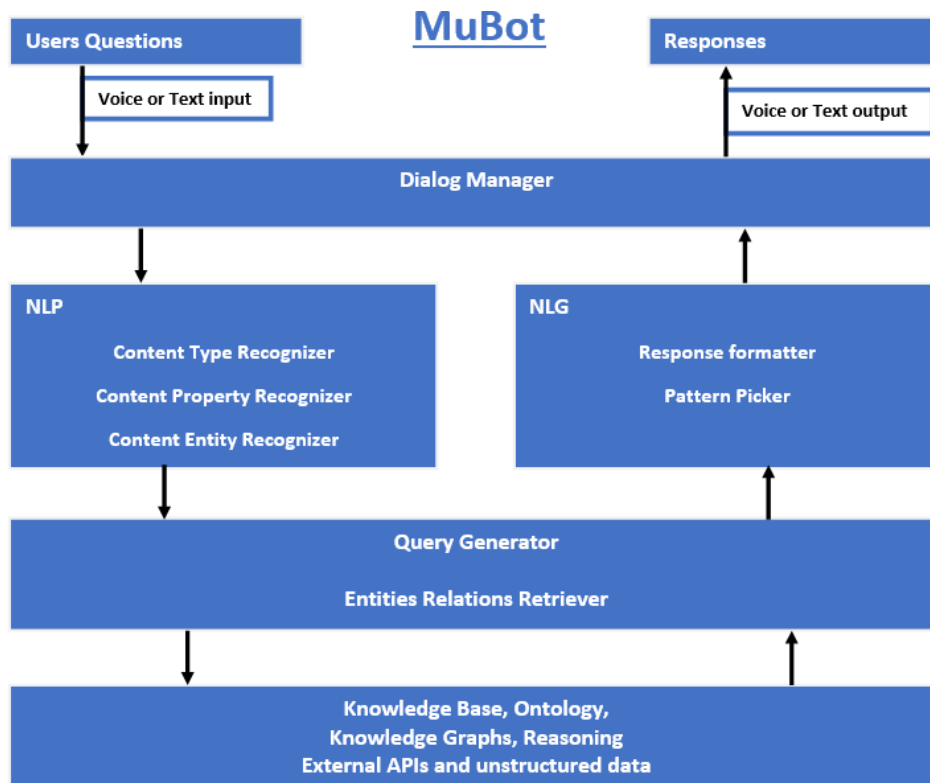 MuBot
Users Questions
Responses
Voice or Text input
Voice or Text output
Dialog Manager
NLP
Content Type Recognizer
Content Property Recognizer
Content Entity Recognizer
NLG
Response formatter
Pattern Picker
Query Generator
Entities Relations Retriever
Knowledge Base, Ontology,
Knowledge Graphs, Reasoning
External APIs and unstructured data